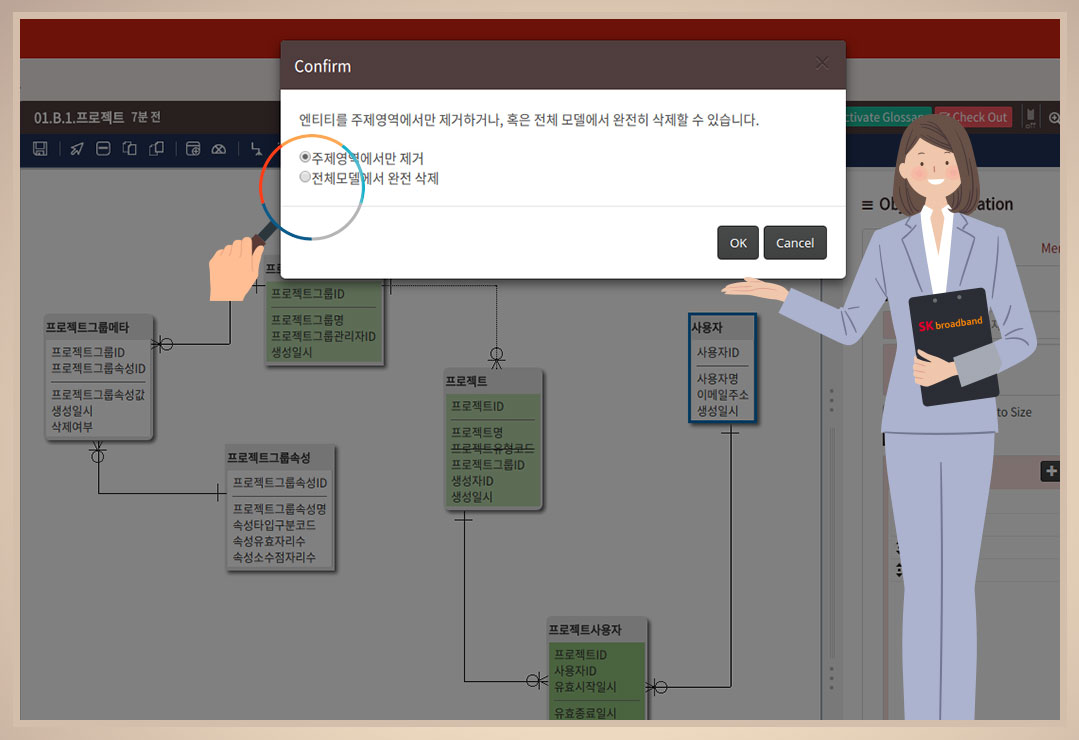 Confirm
엔티티를 주제영역에서만 제거하거나, 혹은 전체 모델에서 완전히 삭제할 수 있습니다.
주제영역에서만 제거
전체모델에서 완전 삭제
OK
Cancel
01.B.1.프로젝트 7분 전
Check Out
프로젝트그룹ID
프로젝트그룹명
프로젝트그룹관리자ID
생성일시
프로젝트그룹메타
프로젝트그룹ID
프로젝트그룹속성ID
프로젝트그룹속성값
생성일시
삭제여부
프로젝트그룹속성
프로젝트그룹속성ID
프로젝트그룹속성명
속성타입구분코드
속성유효자리수
속성소수점자리수
프로젝트
프로젝트ID
프로젝트명
프로젝트유형코드
프로젝트그룹ID
생성자ID
생성일시
사용자
사용자ID
사용자명
이메일주소
생성일시
프로젝트사용자
프로젝트ID
사용자ID
유효시작일시
유효종료일시
SK broadband
to Size